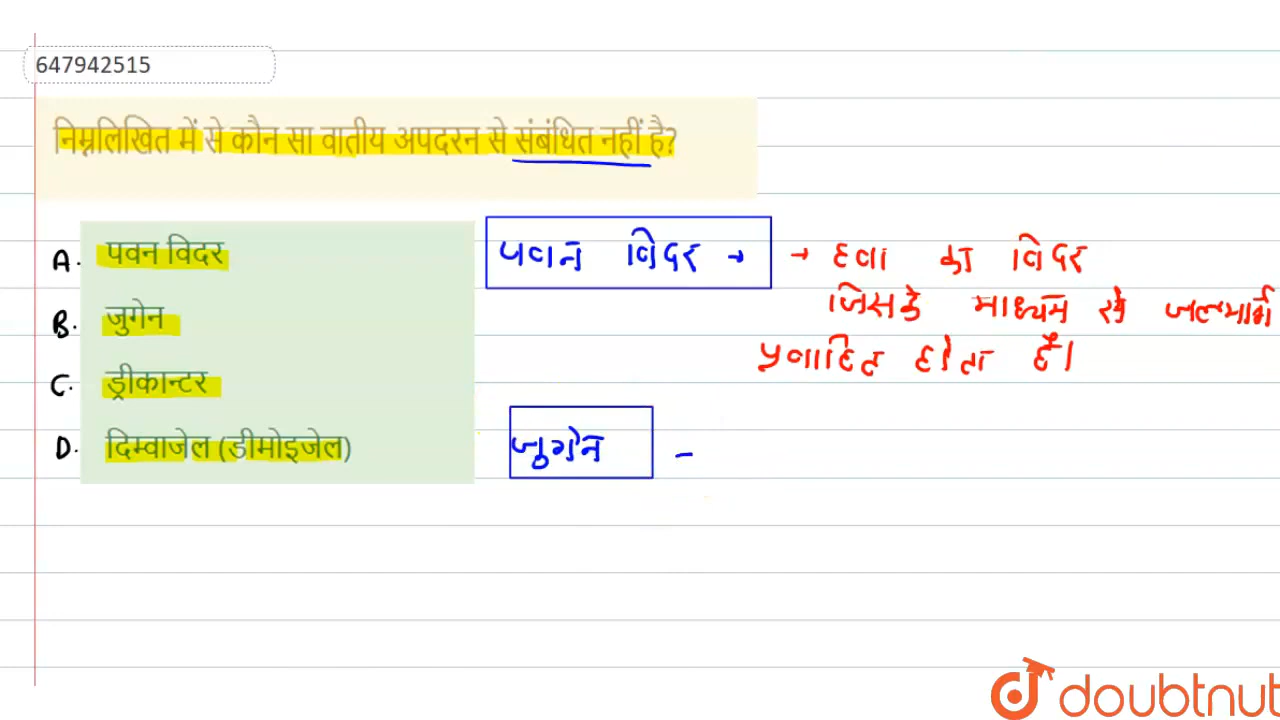 647942515
निम्नलिखित में से कौन सा वातीय अपदरन से संबंधित नहीं है?
A. पवन विदर
B. जुगेन
C. ड्रीकान्टर
D. दिम्वाजेल (डीमोइजेल)
पवन विदर → → हवा का विदर
जिसके माध्यम से जलमार्ग
प्रवाहित होता है।
जुगेन -
doubtnut